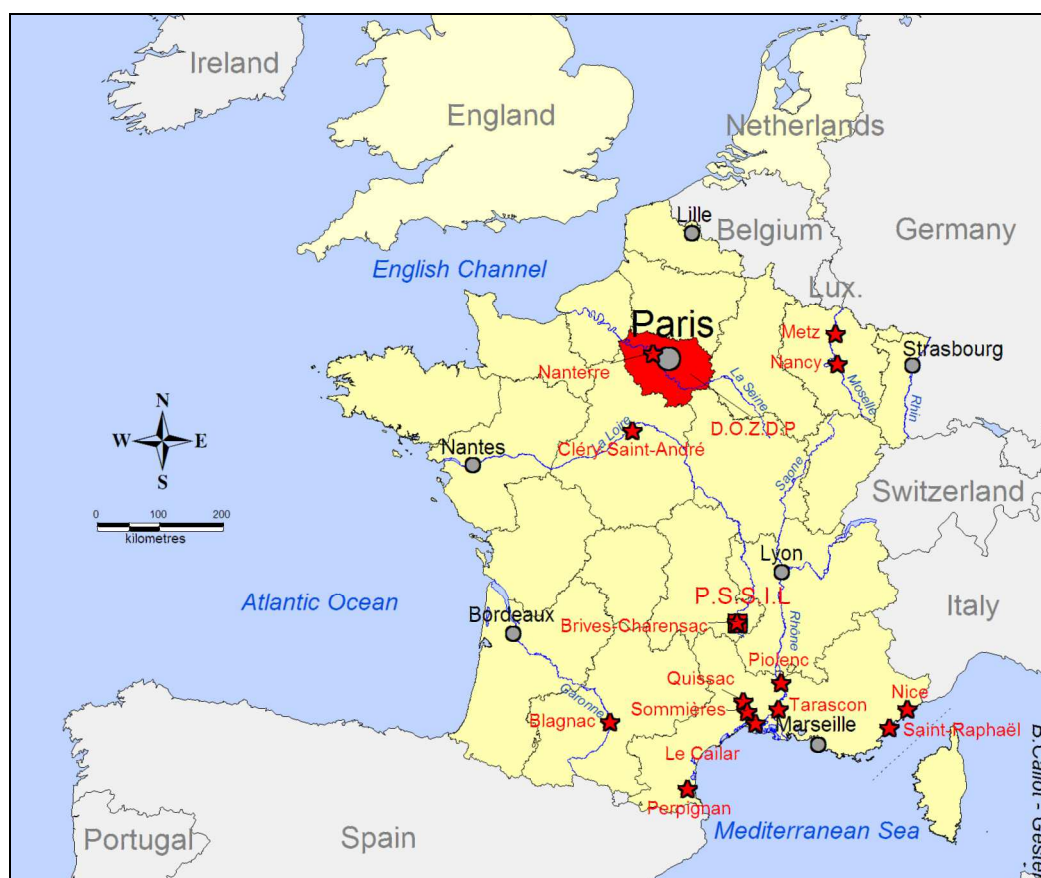 Ireland
England
Netherlands
Lille
Belgium
Germany
English Channel
Lux.
Paris
Metz
Strasbourg
Nancy
Nanterre
La Seine
Moselle
Rhin
D.O.Z.D.P
N
W E
S
La Loire
Nantes
Cléry-Saint-André
Saone
Switzerland
0 100 200
kilometres
Lyon
Atlantic Ocean
P.S.S.I.L
Italy
Bordeaux
Brives-Charensac
Rhône
Piolenc
Quissac
Nice
Garonne
Sommières
Tarascon
Blagnac
Marseille
Saint-Raphaël
Le Cailar
Perpignan
Mediterranean Sea
Portugal
Spain